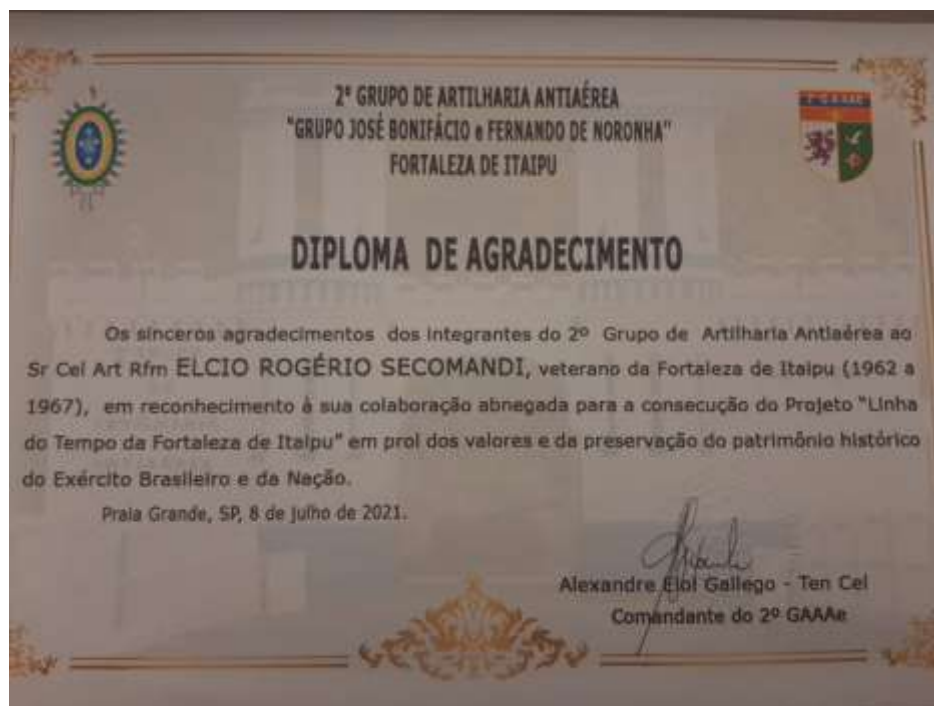 2º GRUPO DE ARTILHARIA ANTIAÉREA
"GRUPO JOSÉ BONIFÁCIO e FERNANDO DE NORONHA"
FORTALEZA DE ITAIPU
DIPLOMA DE AGRADECIMENTO
Os sinceros agradecimentos dos integrantes do 2º Grupo de Artilharia Antiaérea ao
Sr Cel Art Rfm ELCIO ROGÉRIO SECOMANDI, veterano da Fortaleza de Itaipu (1962 a
1967), em reconhecimento à sua colaboração abnegada para a consecução do Projeto "Linha
do Tempo da Fortaleza de Itaipu" em prol dos valores e da preservação do patrimônio histórico
do Exército Brasileiro e da Nação.
Praia Grande, SP, 8 de julho de 2021.
Alexandre Eloi Gallego - Ten Cel
Comandante do 2º GAAAe